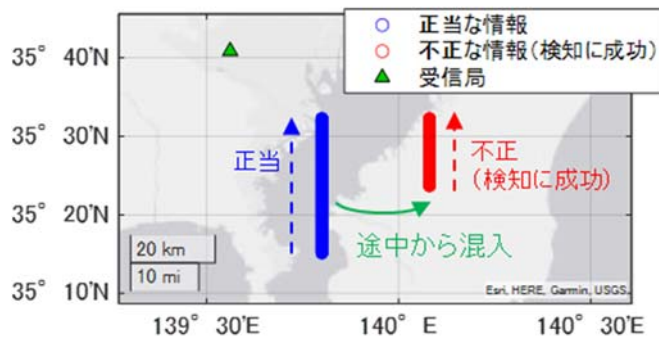 正当な情報
不正な情報(検知に成功)
受信局
35° 40'N
35° 30'N
35° 20'N
35° 10'N
正当
不正
(検知に成功)
途中から混入
20 km
10 mi
Esri, HERE, Garmin, USGS
139° 30'E
140° E
140° 30'E